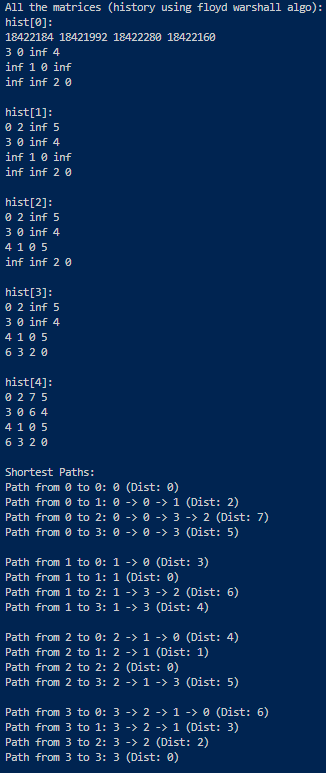 All the matrices (history using floyd warshall algo):
hist[0]:
18422184 18421992 18422280 18422160
3 0 inf 4
inf 1 0 inf
inf inf 2 0
hist[1]:
0 2 inf 5
3 0 inf 4
inf 1 0 inf
inf inf 2 0
hist[2]:
0 2 inf 5
3 0 inf 4
4 1 0 5
inf inf 2 0
hist[3]:
0 2 inf 5
3 0 inf 4
4 1 0 5
6 3 2 0
hist[4]:
0 2 7 5
3 0 6 4
4 1 0 5
6 3 2 0
Shortest Paths:
Path from 0 to 0: 0 (Dist: 0)
Path from 0 to 1: 0 -> 0 -> 1 (Dist: 2)
Path from 0 to 2: 0 -> 0 -> 3 -> 2 (Dist: 7)
Path from 0 to 3: 0 -> 0 -> 3 (Dist: 5)
Path from 1 to 0: 1 -> 0 (Dist: 3)
Path from 1 to 1: 1 (Dist: 0)
Path from 1 to 2: 1 -> 3 -> 2 (Dist: 6)
Path from 1 to 3: 1 -> 3 (Dist: 4)
Path from 2 to 0: 2 -> 1 -> 0 (Dist: 4)
Path from 2 to 1: 2 -> 1 (Dist: 1)
Path from 2 to 2: 2 (Dist: 0)
Path from 2 to 3: 2 -> 1 -> 3 (Dist: 5)
Path from 3 to 0: 3 -> 2 -> 1 -> 0 (Dist: 6)
Path from 3 to 1: 3 -> 2 -> 1 (Dist: 3)
Path from 3 to 2: 3 -> 2 (Dist: 2)
Path from 3 to 3: 3 (Dist: 0)